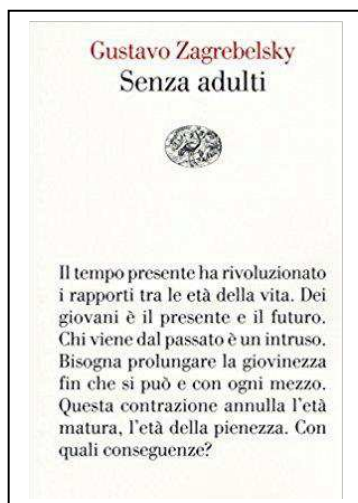 Gustavo Zagrebelsky
Senza adulti
Il tempo presente ha rivoluzionato
i rapporti tra le età della vita. Dei
giovani è il presente e il futuro.
Chi viene dal passato è un intruso.
Bisogna prolungare la giovinezza
fin che si può e con ogni mezzo.
Questa contrazione annulla l'età
matura, l'età della pienezza. Con
quali conseguenze?